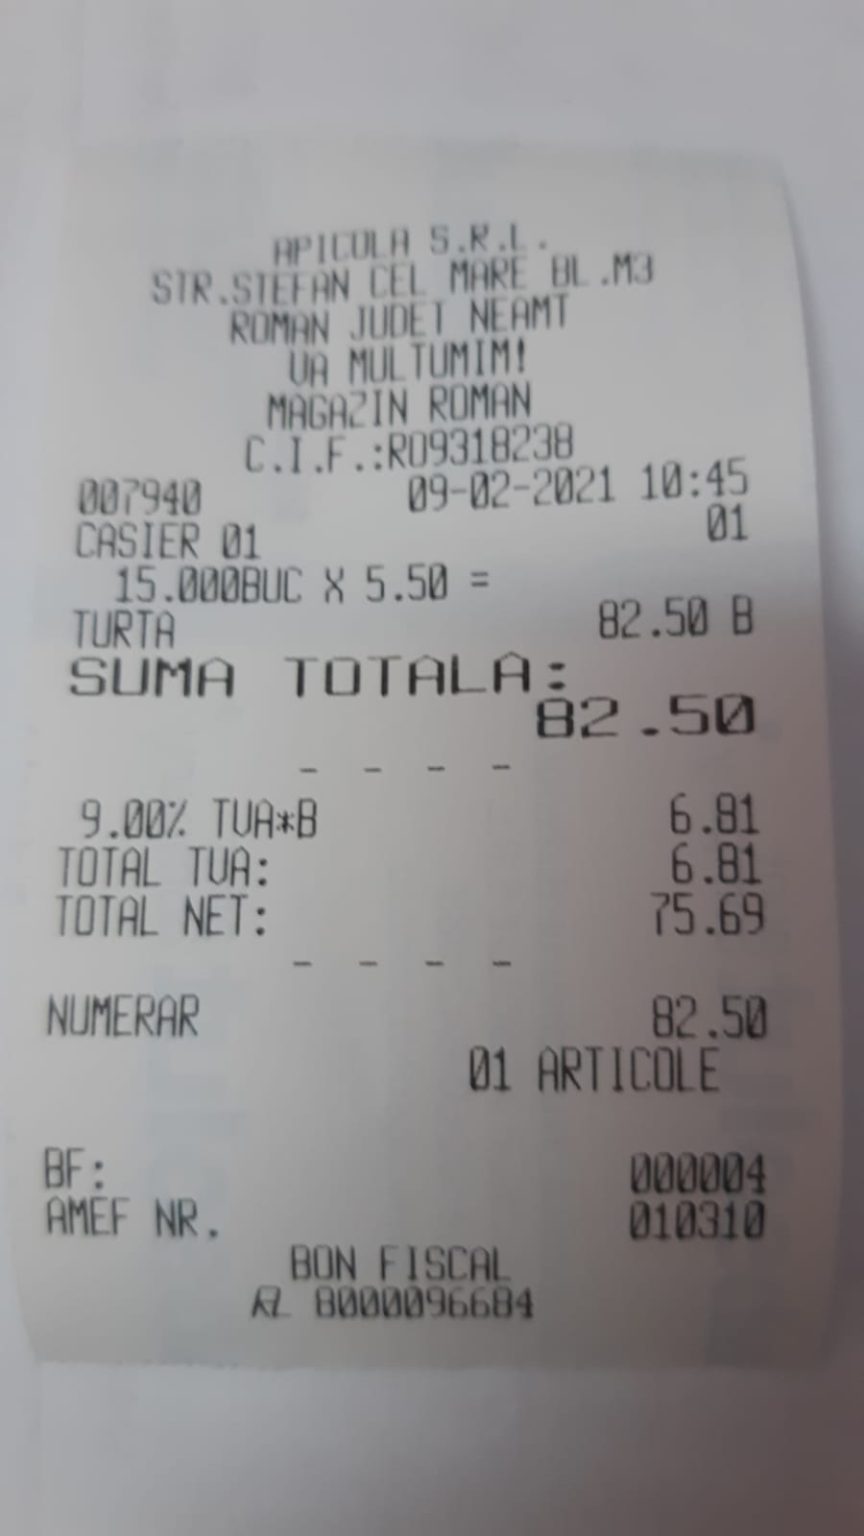 APICOLA S.R.L.
STR.STEFAN CEL MARE BL.M3
ROMAN JUDET NEAMT
VA MULTUMIM!
MAGAZIN ROMAN
C.I.F.:RO9318238
007940 09-02-2021 10:45
CASIER 01 01
15.000BUC X 5.50 =
TURTA 82.50 B
SUMA TOTALA:
82.50
- - - -
9.00% TVA*B 6.81
TOTAL TVA: 6.81
TOTAL NET: 75.69
- - - -
NUMERAR 82.50
01 ARTICOLE
BF: 000004
AMEF NR. 010310
BON FISCAL
8000096684